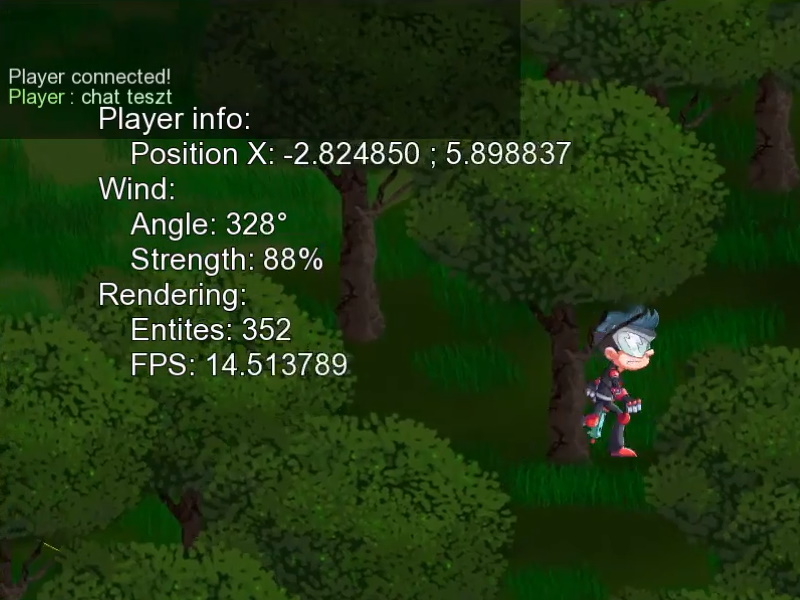 Player connected!
Player : chat teszt
Player info:
Position X: -2.824850 ; 5.898837
Wind:
Angle: 328°
Strength: 88%
Rendering:
Entites: 352
FPS: 14.513789